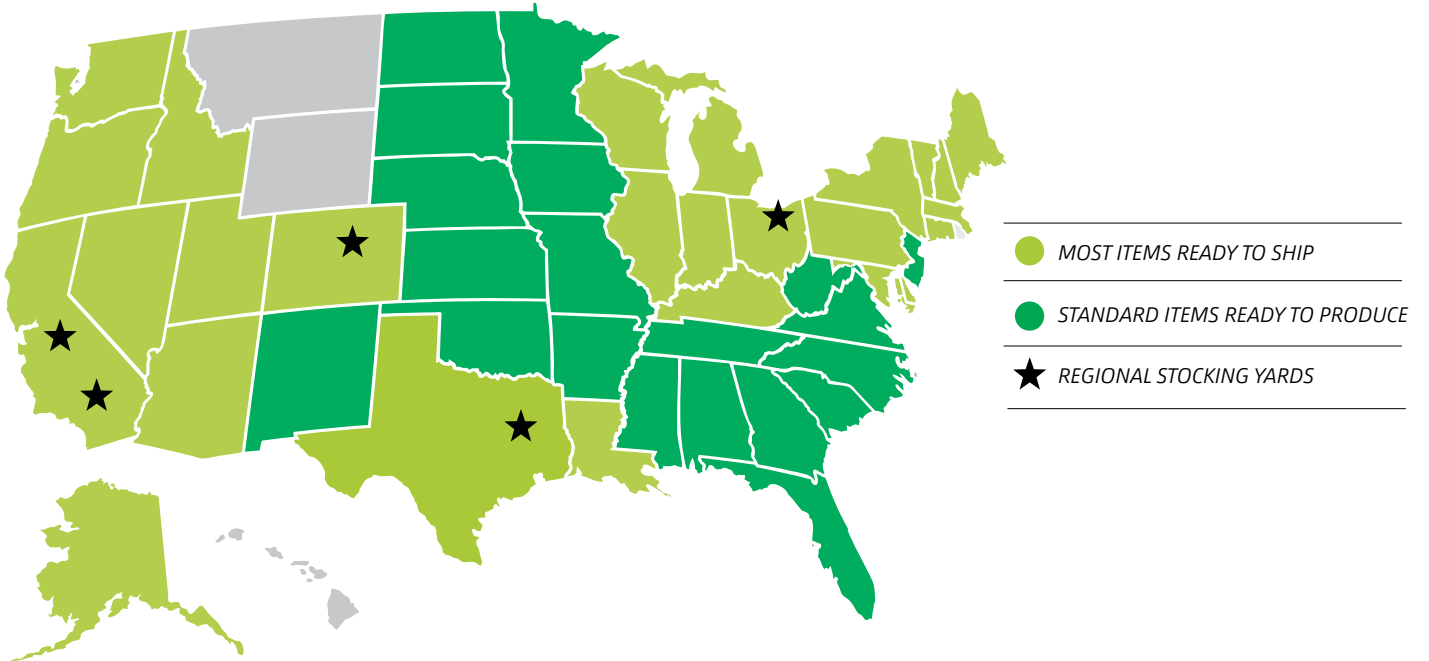 MOST ITEMS READY TO SHIP
STANDARD ITEMS READY TO PRODUCE
REGIONAL STOCKING YARDS